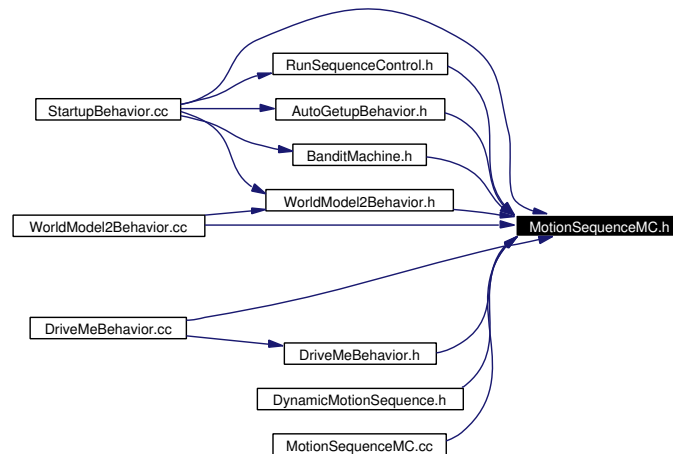 RunSequenceControl.h
StartupBehavior.cc
AutoGetupBehavior.h
BanditMachine.h
WorldModel2Behavior.h
WorldModel2Behavior.cc
MotionSequenceMC.h
DriveMeBehavior.cc
DriveMeBehavior.h
DynamicMotionSequence.h
MotionSequenceMC.cc